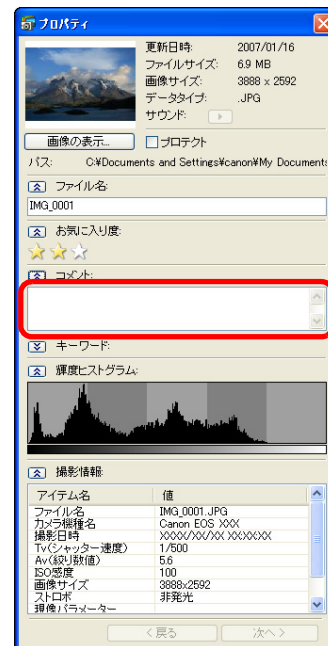 プロパティ
更新日時: 2007/01/16
ファイルサイズ: 6.9 MB
画像サイズ: 3888 x 2592
データタイプ: .JPG
サウンド:
画像の表示... プロテクト
パス: C:¥Documents and Settings¥canon¥My Documents
ファイル名:
IMG_0001
お気に入り度:
コメント:
キーワード:
輝度ヒストグラム:
撮影情報:
アイテム名 値
ファイル名 IMG_0001.JPG
カメラ機種名 Canon EOS XXX
撮影日時 XXXX/XX/XX XX:XX:XX
Tv(シャッター速度) 1/500
Av(絞り数値) 5.6
ISO感度 100
画像サイズ 3888x2592
ストロボ 非発光
現像パラメーター
<戻る 次へ>